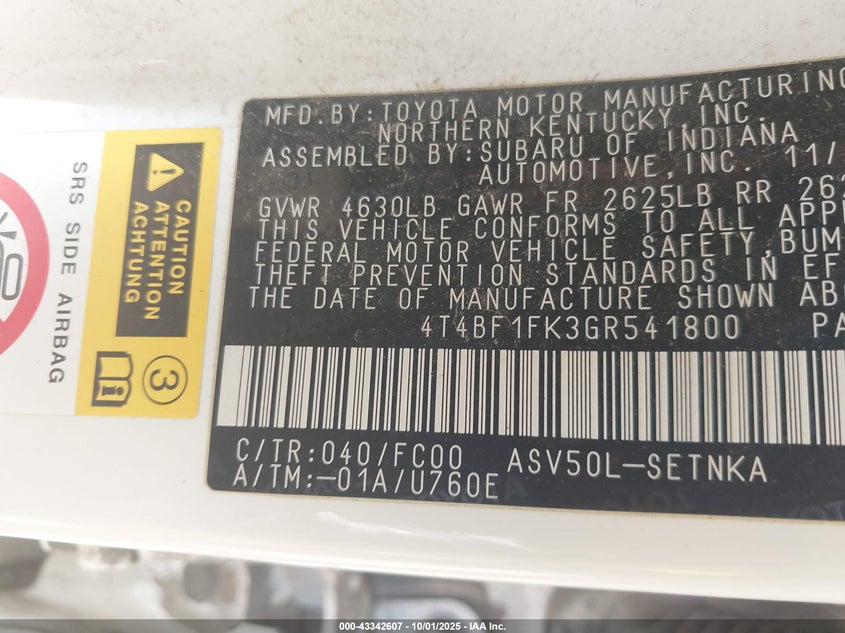 MFD.BY:TOYOTA MOTOR MANUFACTURING
NORTHERN KENTUCKY, INC.
ASSEMBLED BY:SUBARU OF INDIANA
AUTOMOTIVE,INC. 11/
GVWR 4630LB GAWR FR 2625LB RR
THIS VEHICLE CONFORMS TO ALL
FEDERAL MOTOR VEHICLE SAFETY,
THEFT PREVENTION STANDARDS IN
THE DATE OF MANUFACTURE SHOWN
4T4BF1FK3GR541800
C/TR:040/FC00 ASV50L-SETNKA
A/TM:-01A/U760E
CAUTION
ATTENTION
ACHTUNG
3
SRS SIDE AIRBAG
000-43342607 - 10/01/2025 - IAA Inc.